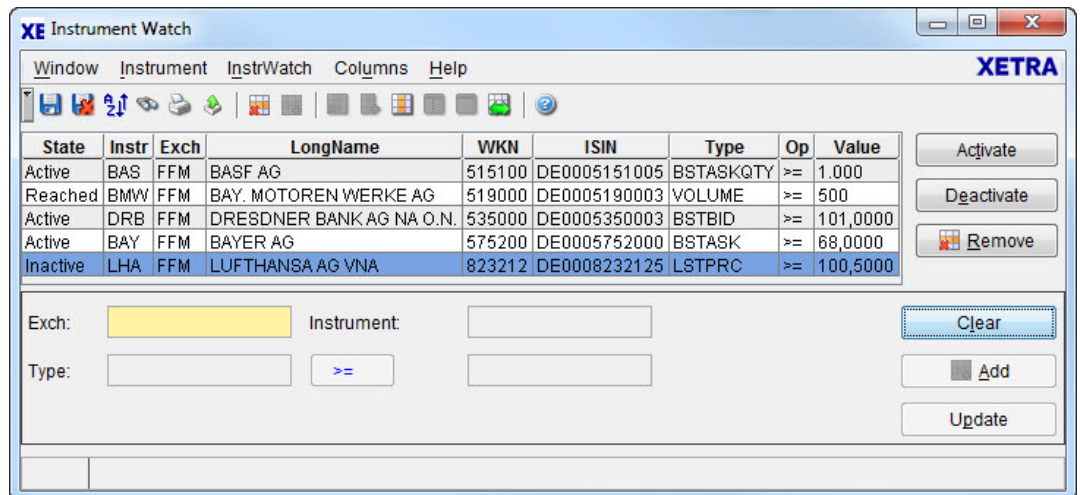 XE Instrument Watch
Window Instrument InstrWatch Columns Help XETRA
State Instr Exch LongName WKN ISIN Type Op Value
Active BAS FFM BASF AG 515100 DE0005151005 BSTASKQTY >= 1.000
Reached BMW FFM BAY. MOTOREN WERKE AG 519000 DE0005190003 VOLUME >= 500
Active DRB FFM DRESDNER BANK AG NA O.N. 535000 DE0005350003 BSTBID >= 101,0000
Active BAY FFM BAYER AG 575200 DE0005752000 BSTASK >= 68,0000
Inactive LHA FFM LUFTHANSA AG VNA 823212 DE0008232125 LSTPRC >= 100,5000
Activate
Deactivate
Remove
Exch: Instrument: Clear
Type: >= Add
Update